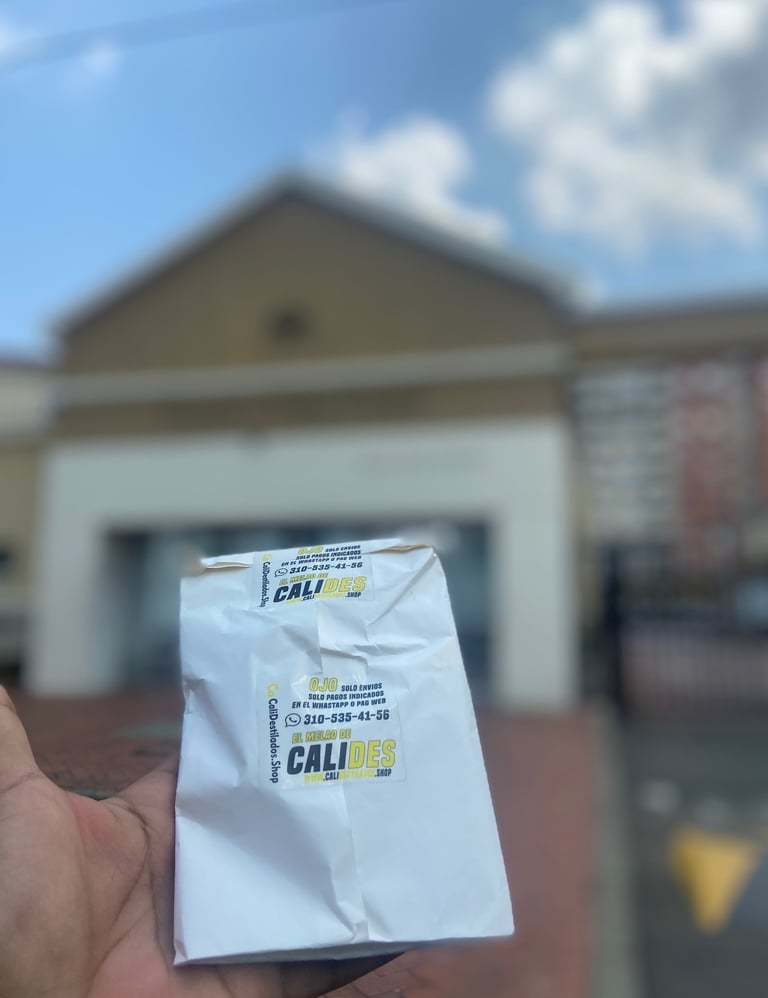 OJO SOLO ENVIOS
SOLO PAGOS INDICADOS
EN EL WHASTAPP O PAG WEB
310-535-41-56
EL MELAO DE
CALIDES
WWW.CALIDESTILADOS.SHOP
CaliDestilados.Shop
OJO SOLO ENVIOS
SOLO PAGOS INDICADOS
EN EL WHASTAPP O PAG WEB
310-535-41-56
EL MELAO DE
CALIDES
WWW.CALIDESTILADOS.SHOP
CaliDestilados.Shop